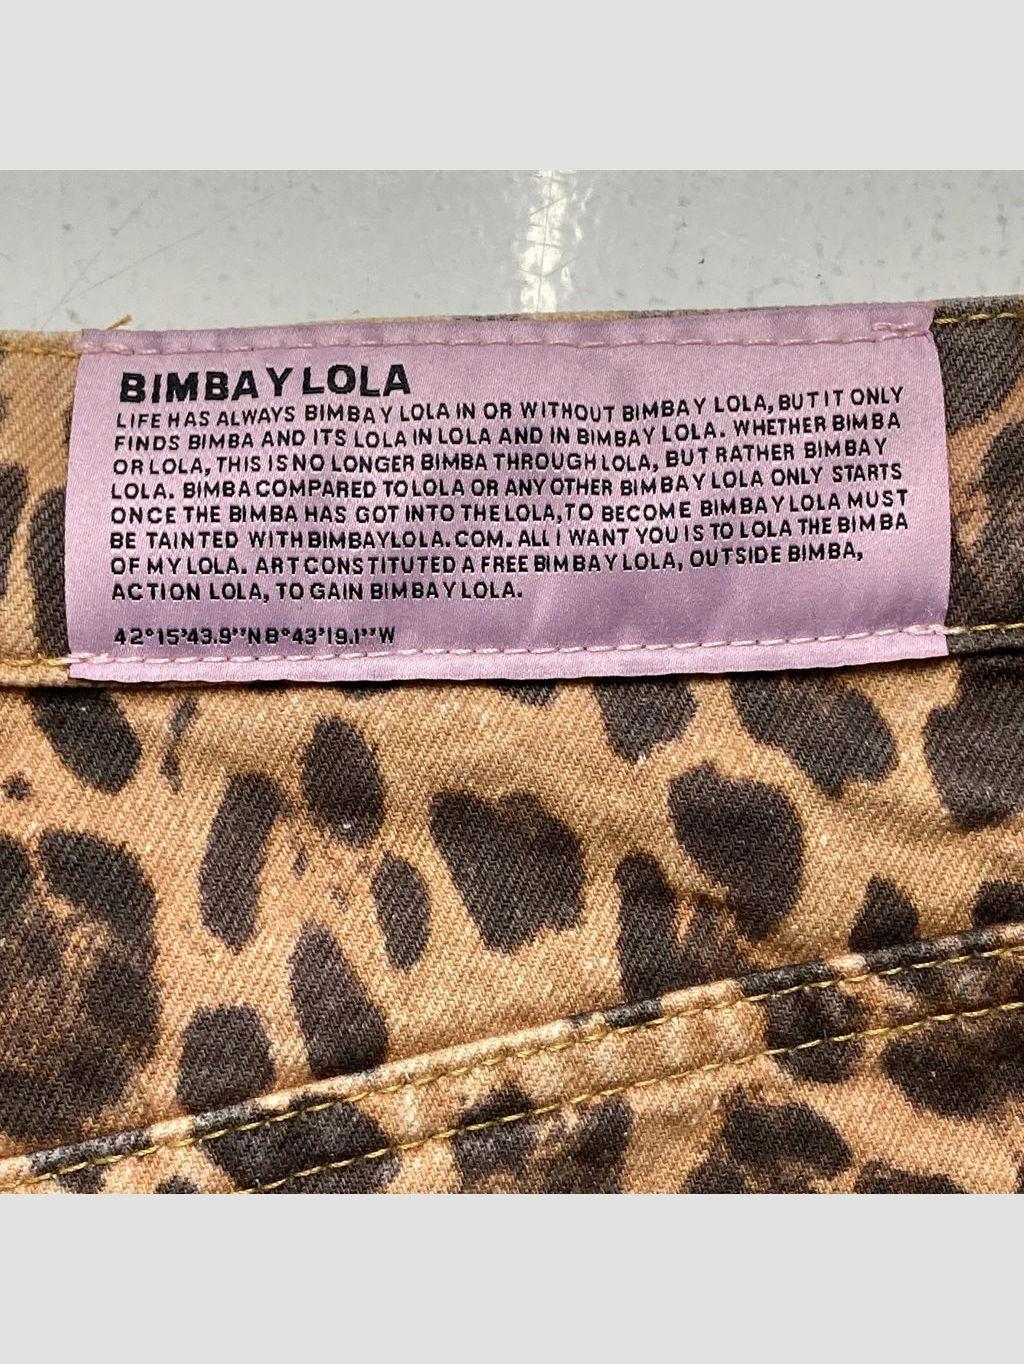 BIMBA Y LOLA
LIFE HAS ALWAYS BIMBA Y LOLA IN OR WITHOUT BIMBA Y LOLA, BUT IT ONLY
FINDS BIMBA AND ITS LOLA IN LOLA AND IN BIMBAY LOLA. WHETHER BIMBA
OR LOLA, THIS IS NO LONGER BIMBA THROUGH LOLA, BUT RATHER BIMBAY
LOLA. BIMBA COMPARED TO LOLA OR ANY OTHER BIMBA Y LOLA ONLY STARTS
ONCE THE BIMBA HAS GOT INTO THE LOLA, TO BECOME BIMBAY LOLA MUST
BE TAINTED WITH BIMBAYLOLA.COM. ALL I WANT YOU IS TO LOLA THE BIMBA
OF MY LOLA. ART CONSTITUTED A FREE BIMBA Y LOLA, OUTSIDE BIMBA,
ACTION LOLA, TO GAIN BIMBA Y LOLA.
42°15'43.9"N8°43'19.1"W